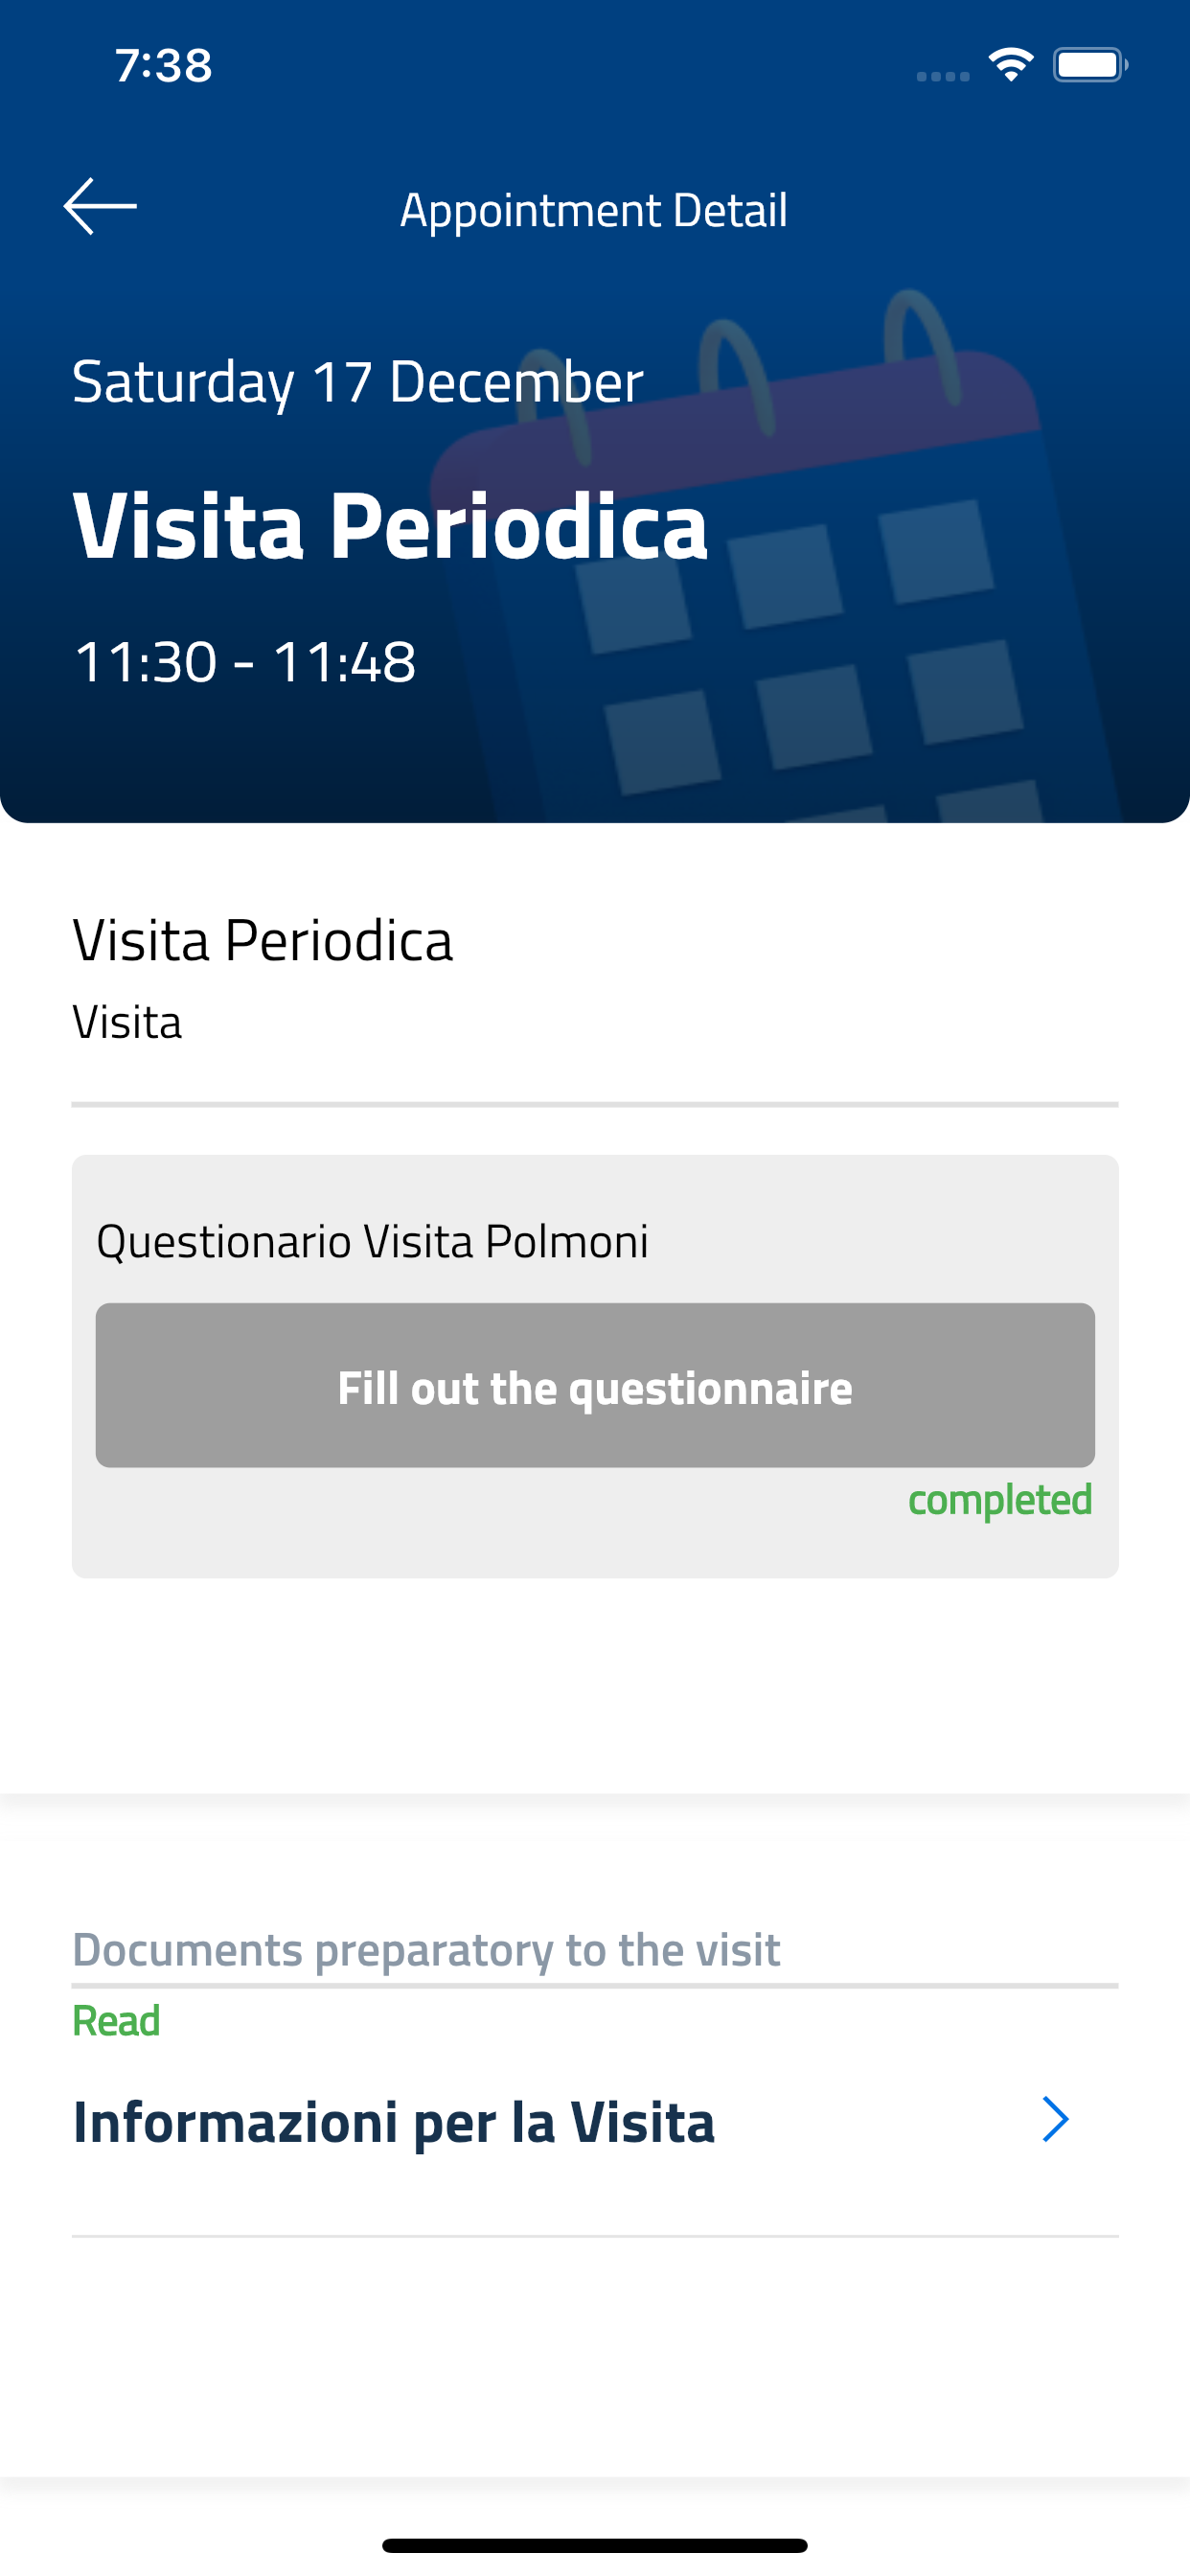 7:38
Appointment Detail
Saturday 17 December
Visita Periodica
11:30 - 11:48
Visita Periodica
Visita
Questionario Visita Polmoni
Fill out the questionnaire
completed
Documents preparatory to the visit
Read
Informazioni per la Visita